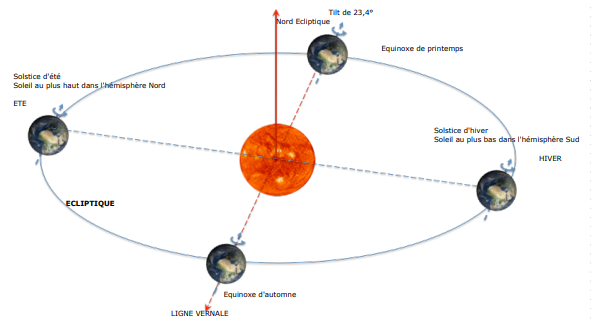 Tilt de 23,4°
Nord Ecliptique
Equinoxe de printemps
Solstice d'été
Soleil au plus haut dans l'hémisphère Nord
ETE
Solstice d'hiver
Soleil au plus bas dans l'hémisphère Sud
HIVER
ECLIPTIQUE
Equinoxe d'automne
LIGNE VERNALE